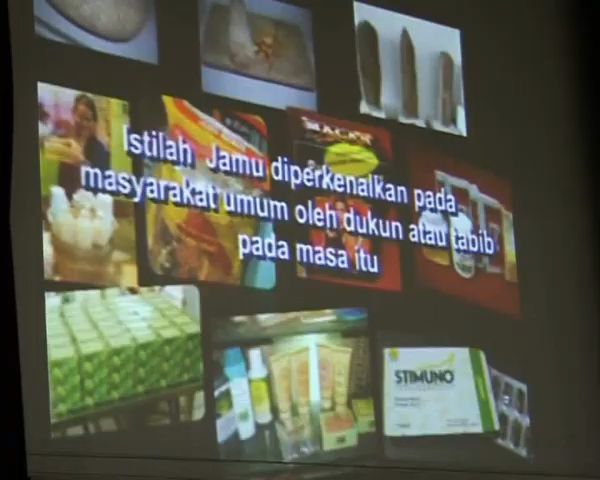 Istilah Jamu diperkenalkan pada
masyarakat umum oleh dukun atau tabib
pada masa itu
STIMUNO